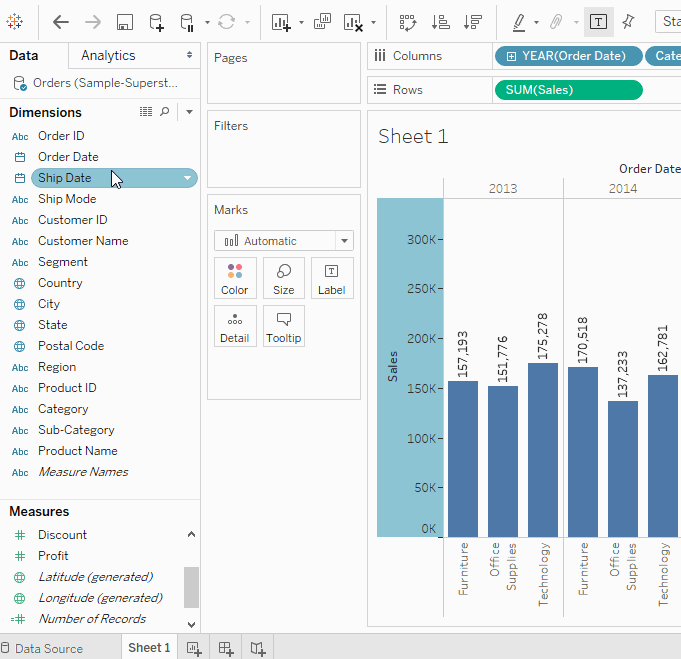 T
Sta
Data
Analytics
Orders (Sample-Superst...
Dimensions
Abc Order ID
Order Date
Ship Date
Abc Ship Mode
Abc Customer ID
Abc Customer Name
Abc Segment
Country
City
State
Postal Code
Abc Region
Abc Product ID
Abc Category
Abc Sub-Category
Abc Product Name
Abc Measure Names
Measures
Discount
Profit
Latitude (generated)
Longitude (generated)
Number of Records
Pages
Filters
Marks
Automatic
Color
Size
T
Label
Detail
Tooltip
Columns
YEAR(Order Date)
Cate
Rows
SUM(Sales)
Sheet 1
Order Date
2013
2014
Sales
300K
250K
200K
150K
100K
50K
0K
157,193
151,776
175,278
170,518
137,233
162,781
Furniture
Office
Supplies
Technology
Furniture
Office
Supplies
Technology
Data Source
Sheet 1